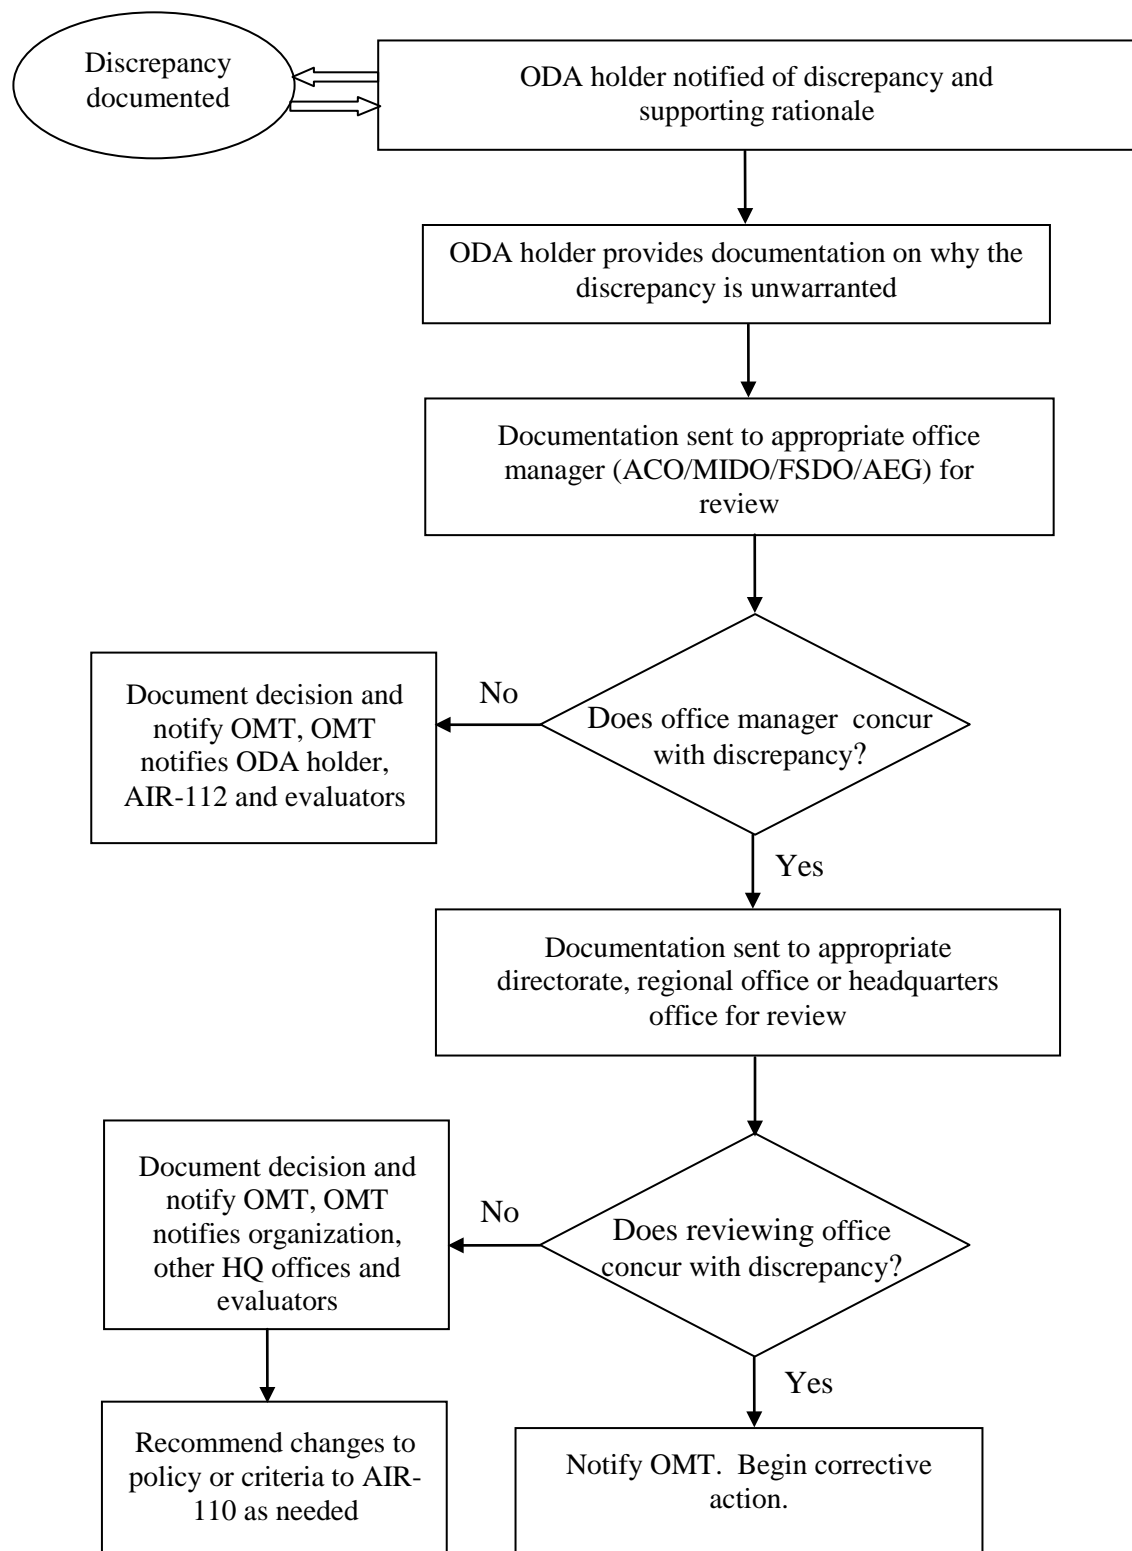 Discrepancy
documented
ODA holder notified of discrepancy and
supporting rationale
ODA holder provides documentation on why the
discrepancy is unwarranted
Documentation sent to appropriate office
manager (ACO/MIDO/FSDO/AEG) for
review
No
Document decision and
notify OMT, OMT
notifies ODA holder,
AIR-112 and evaluators
Does office manager concur
with discrepancy?
Yes
Documentation sent to appropriate
directorate, regional office or headquarters
office for review
Document decision and
notify OMT, OMT
notifies organization,
other HQ offices and
evaluators
No
Does reviewing office
concur with discrepancy?
Yes
Recommend changes to
policy or criteria to AIR-
110 as needed
Notify OMT.  Begin corrective
action.